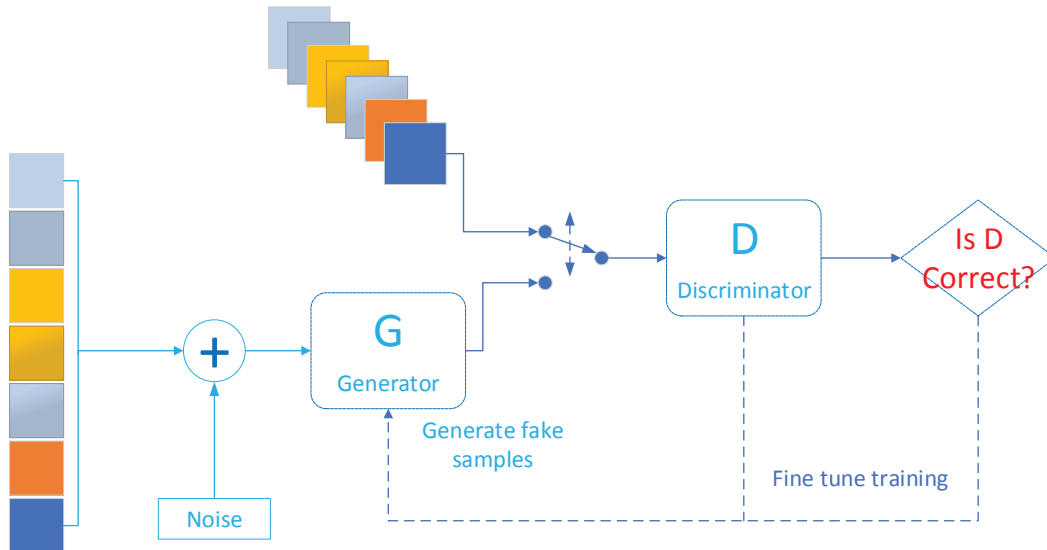 D
Discriminator
Is D
Correct?
G
Generator
+
Generate fake
samples
Fine tune training
Noise